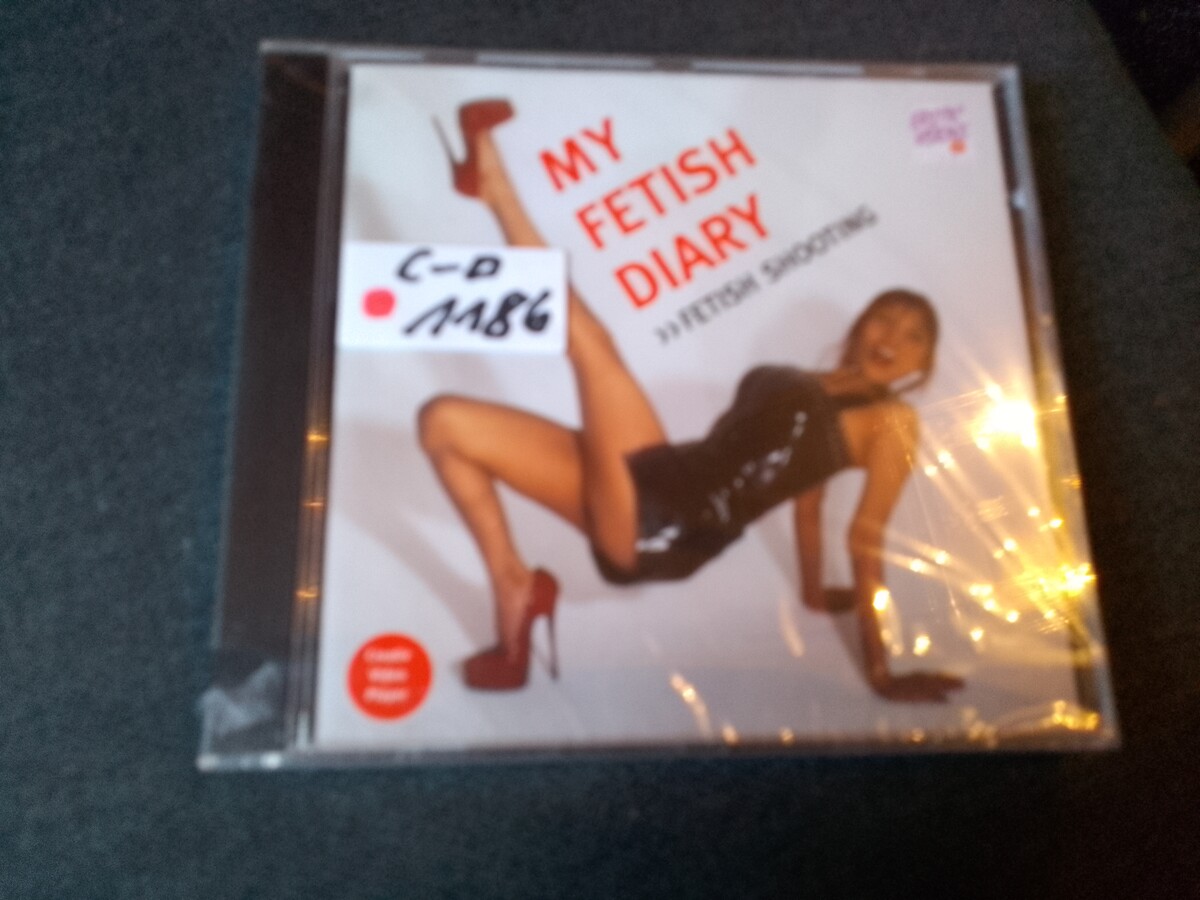 MY
FETISH
DIARY
>> FETISH SHOOTING
C-D
1186